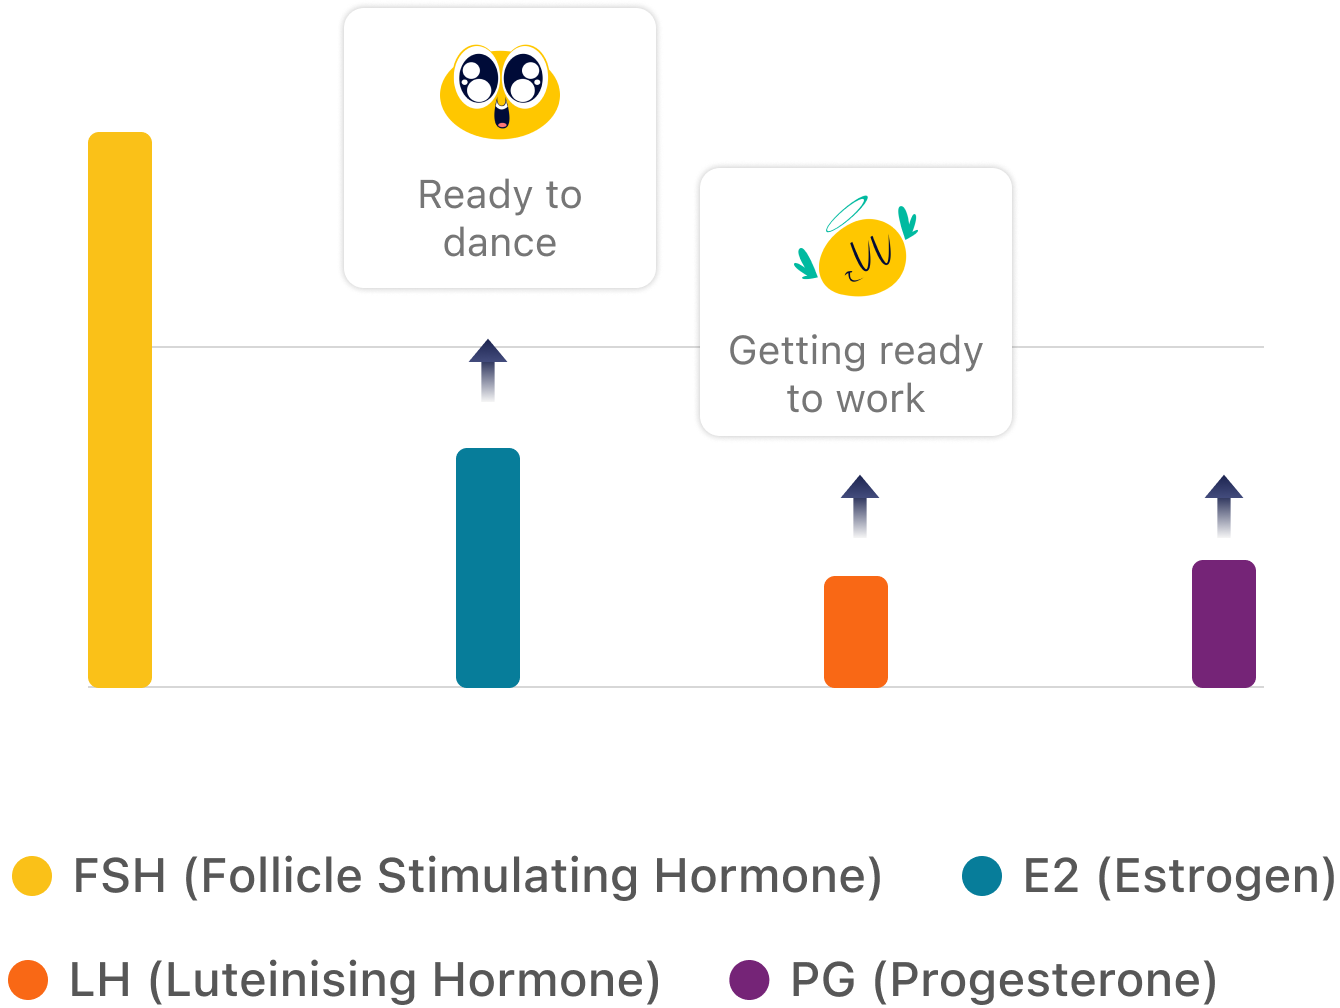 Ready to
dance
Getting ready
to work
FSH (Follicle Stimulating Hormone)
E2 (Estrogen)
LH (Luteinising Hormone)
PG (Progesterone)